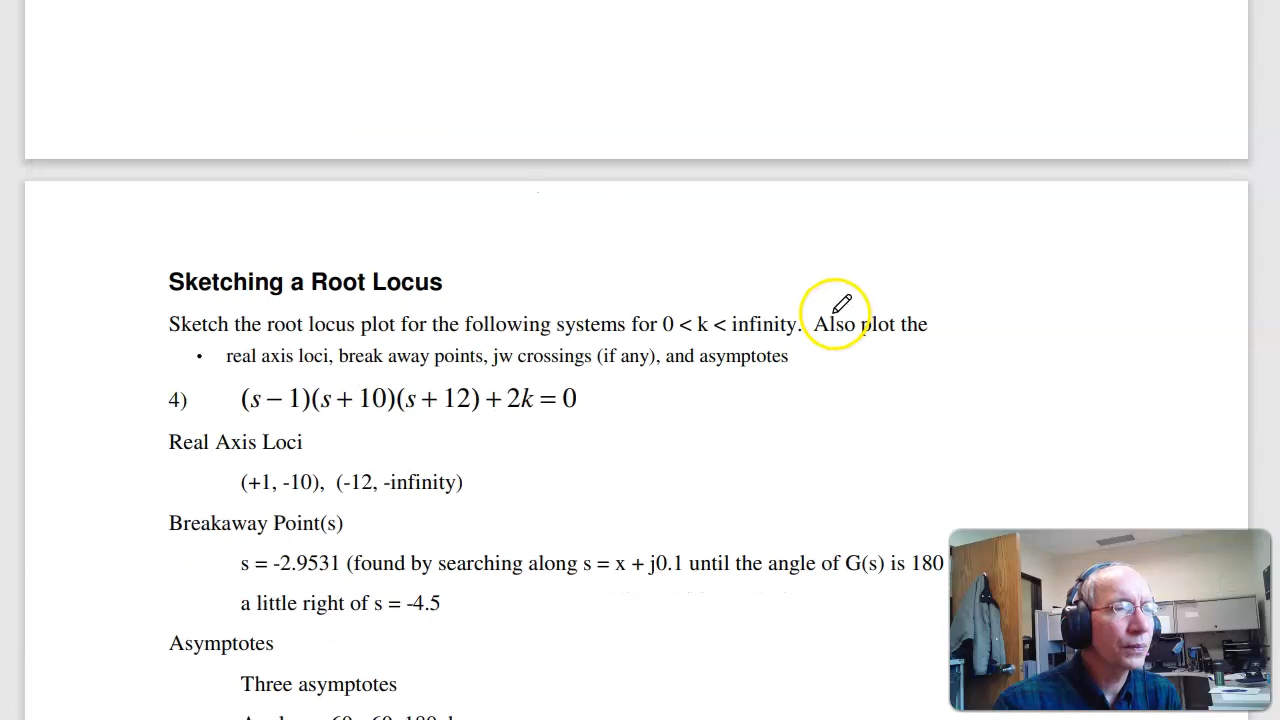 Sketching a Root Locus
Sketch the root locus plot for the following systems for 0 < k < infinity. Also plot the
• real axis loci, break away points, jw crossings (if any), and asymptotes
4) (s − 1)(s + 10)(s + 12) + 2k = 0
Real Axis Loci
(+1, -10), (-12, -infinity)
Breakaway Point(s)
s = -2.9531 (found by searching along s = x + j0.1 until the angle of G(s) is 180
a little right of s = -4.5
Asymptotes
Three asymptotes